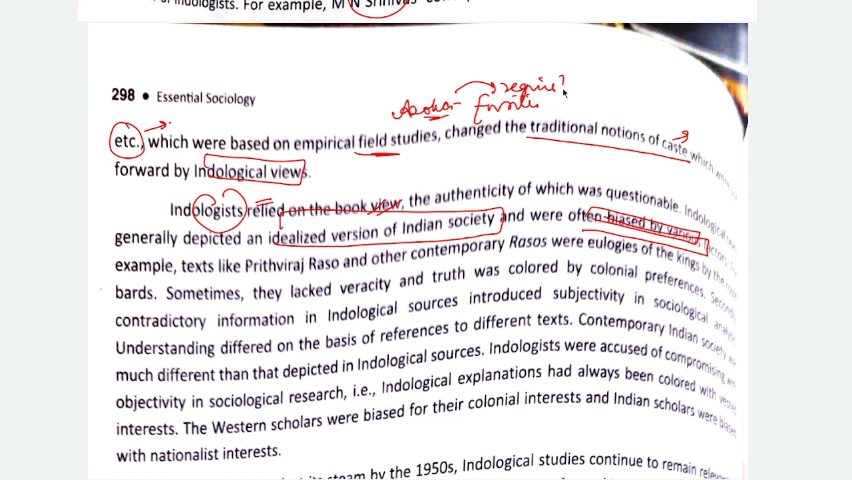 of Indologists. For example, M N Srinivas'
298 • Essential Sociology
require?
Asoka- Favorite
etc., which were based on empirical field studies, changed the traditional notions of caste which were
forward by Indological views.
Indologists relied on the book view, the authenticity of which was questionable. Indological
generally depicted an idealized version of Indian society and were often biased by various factors.
example, texts like Prithviraj Raso and other contemporary Rasos were eulogies of the kings by the
bards. Sometimes, they lacked veracity and truth was colored by colonial preferences. Secondly
contradictory information in Indological sources introduced subjectivity in sociological
Understanding differed on the basis of references to different texts. Contemporary Indian society
much different than that depicted in Indological sources. Indologists were accused of compromising
objectivity in sociological research, i.e., Indological explanations had always been colored with
interests. The Western scholars were biased for their colonial interests and Indian scholars were biased
with nationalist interests.
steam by the 1950s, Indological studies continue to remain